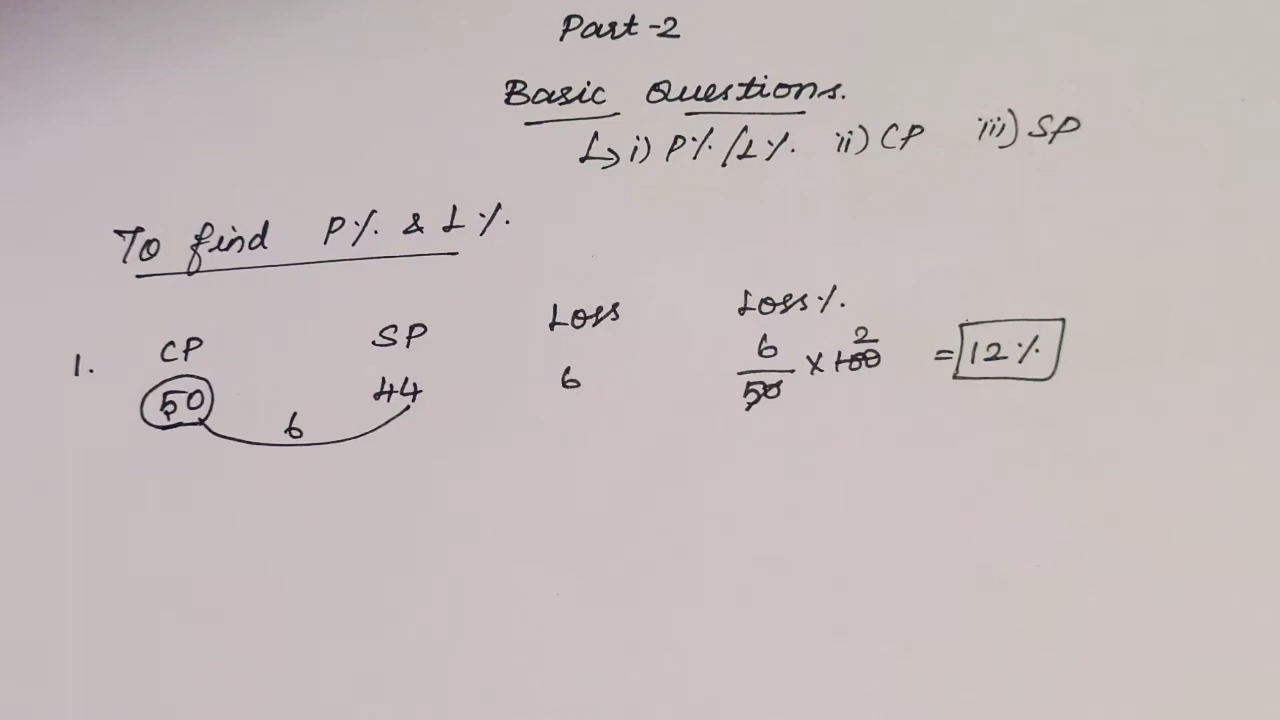 Part-2
Basic Questions.
↳ i) P% / L%. ii) CP iii) SP
To find P% & L%.
1. CP SP Loss Loss%.
50 44 6 6/50 x 100 2 = 12%
6